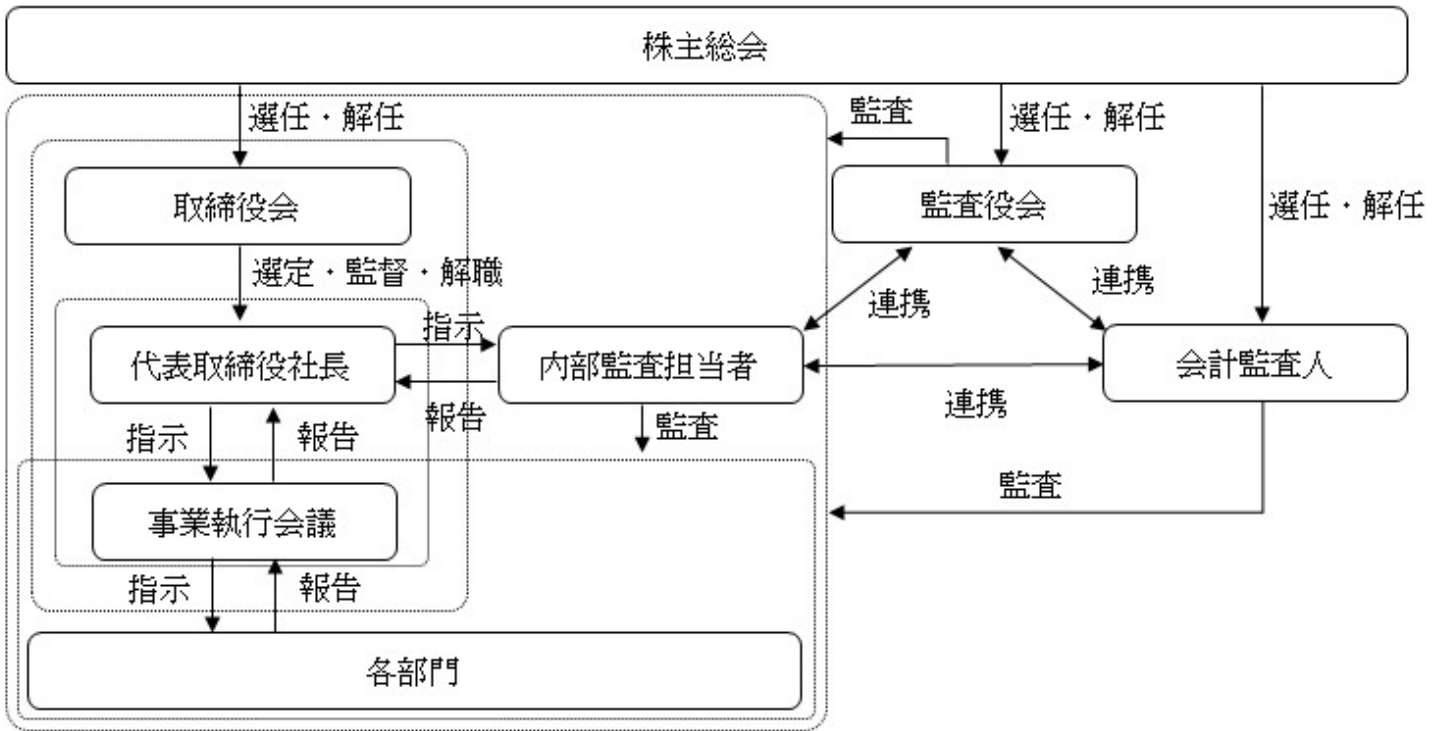 株主総会
選任・解任
監査
選任・解任
取締役会
監査役会
選任・解任
選定・監督・解職
連携
連携
指示
代表取締役社長
内部監査担当者
会計監査人
報告
連携
指示
報告
監査
監査
事業執行会議
指示
報告
各部門